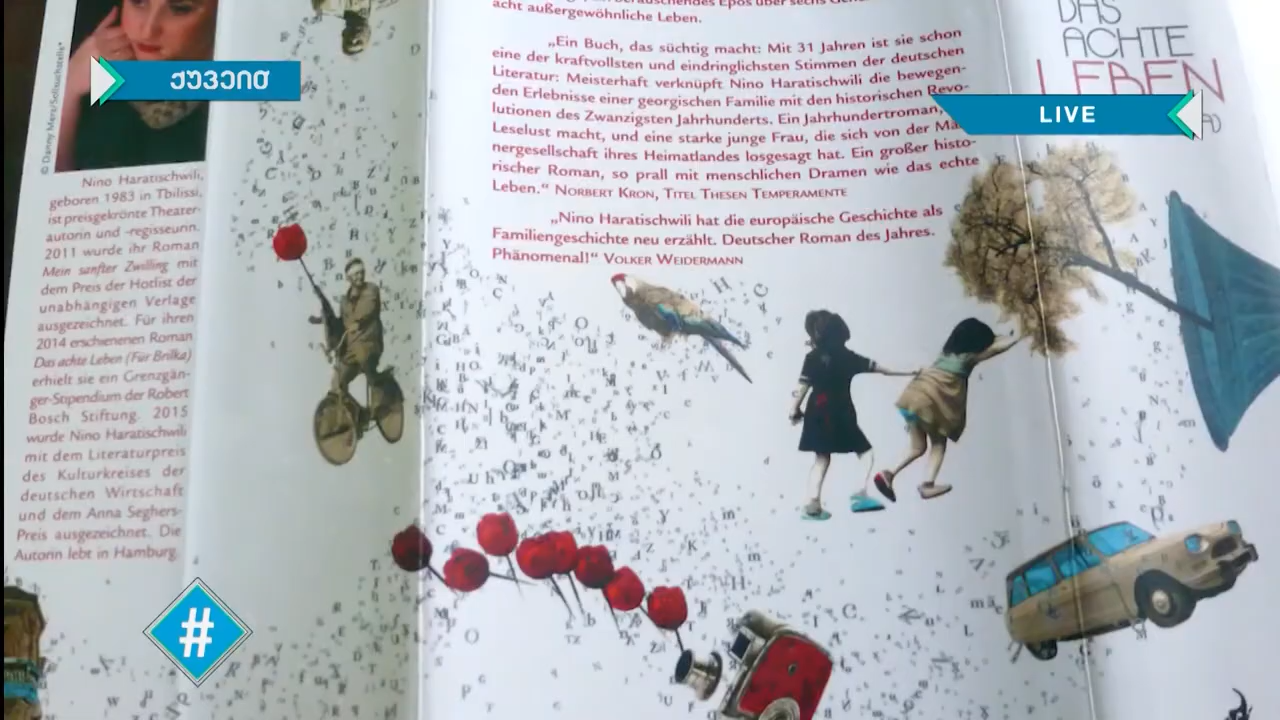 ქუვეით
LIVE
acht außergewöhnliche Leben.
„Ein Buch, das süchtig macht: Mit 31 Jahren ist sie schon
eine der kraftvollsten und eindringlichsten Stimmen der deutschen
Literatur: Meisterhaft verknüpft Nino Haratischwili die bewegen-
den Erlebnisse einer georgischen Familie mit den historischen Revo-
lutionen des Zwanzigsten Jahrhunderts. Ein Jahrhundertroman,
Leselust macht, und eine starke junge Frau, die sich von der
nergesellschaft ihres Heimatlandes losgesagt hat. Ein großer histo-
rischer Roman, so prall mit menschlichen Dramen wie das echte
Leben.“ NORBERT KRON, TITEL THESEN TEMPERAMENTE
„Nino Haratischwili hat die europäische Geschichte als
Familiengeschichte neu erzählt. Deutscher Roman des Jahres.
Phänomenal!“ VOLKER WEIDERMANN
DAS
ACHTE
LEBEN
Nino Haratischwili,
geboren 1983 in Tbilissi,
ist preisgekrönte Theater-
autorin und -regisseurin.
2011 wurde ihr Roman
Mein sanfter Zwilling mit
dem Preis der Hotlist der
unabhängigen Verlage
ausgezeichnet. Für ihren
2014 erschienenen Roman
Das achte Leben (Für Brilka)
erhielt sie ein Grenzgän-
ger-Stipendium der Robert
Bosch Stiftung. 2015
wurde Nino Haratischwili
mit dem Literaturpreis
des Kulturkreises der
deutschen Wirtschaft
und dem Anna Seghers-
Preis ausgezeichnet. Die
Autorin lebt in Hamburg.
#